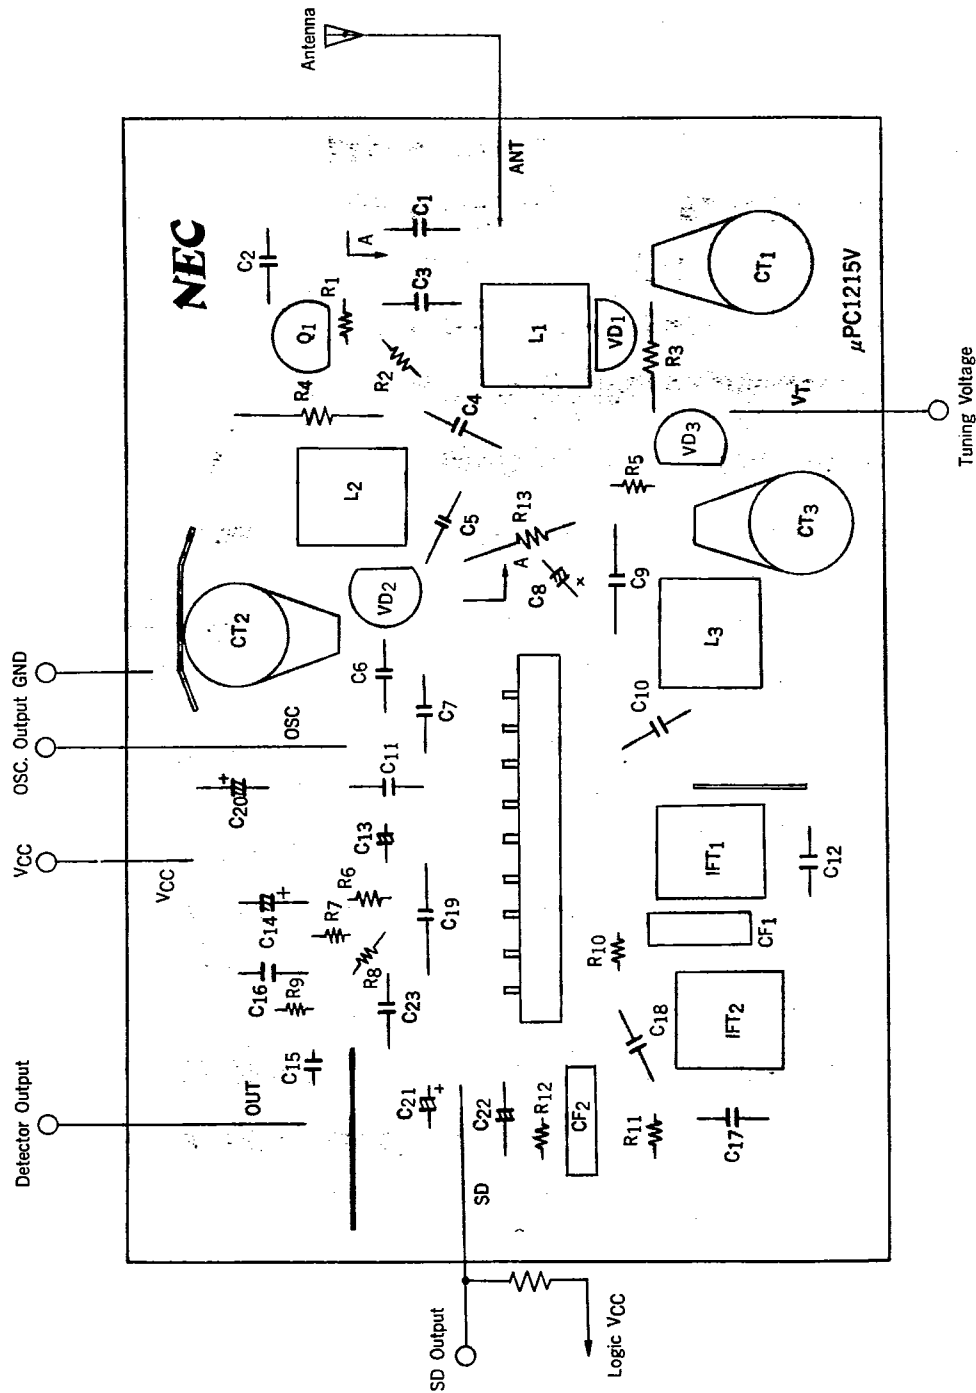 Detector Output
VCC
OSC. Output
GND
OUT
VCC
OSC
NEC
C15
C16
R9
C14
+
R7
R8
R6
C20
+
CT2
C2
Q1
R1
R4
L2
R2
A
C1
C3
C23
C19
C13
C11
C7
C6
VD2
C5
C4
Antenna
ANT
SD Output
SD
C21
+
C22
R12
CF2
A
C8
×
R13
L1
VD1
Logic VCC
R11
C18
R10
C9
R5
R3
C17
IFT2
CF1
IFT1
C12
C10
L3
CT3
VD3
VT
CT1
μPC1215V
Tuning Voltage